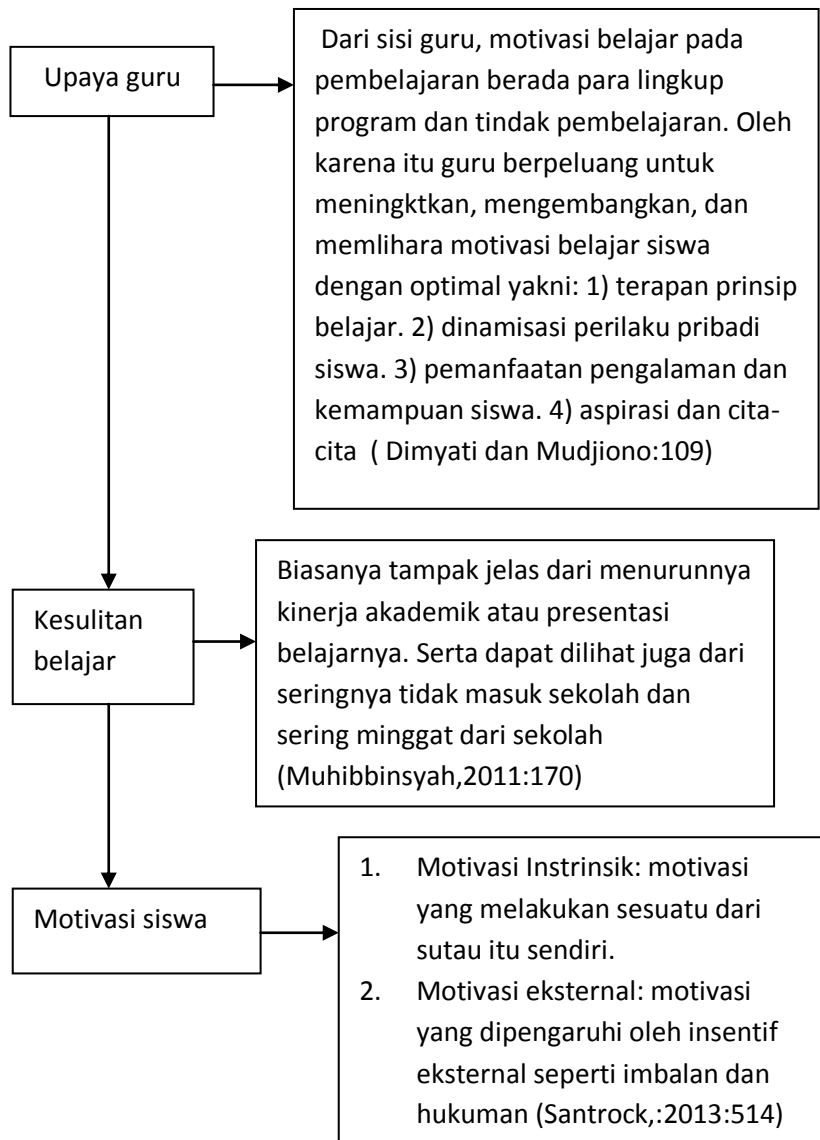 Upaya guru
Dari sisi guru, motivasi belajar pada
pembelajaran berada para lingkup
program dan tindak pembelajaran. Oleh
karena itu guru berpeluang untuk
meningktkan, mengembangkan, dan
memlihara motivasi belajar siswa
dengan optimal yakni: 1) terapan prinsip
belajar. 2) dinamisasi perilaku pribadi
siswa. 3) pemanfaatan pengalaman dan
kemampuan siswa. 4) aspirasi dan cita-
cita ( Dimyati dan Mudjiono:109)
Kesulitan
belajar
Biasanya tampak jelas dari menurunnya
kinerja akademik atau presentasi
belajarnya. Serta dapat dilihat juga dari
seringnya tidak masuk sekolah dan
sering minggat dari sekolah
(Muhibbinsyah,2011:170)
Motivasi siswa
1. Motivasi Instrinsik: motivasi
yang melakukan sesuatu dari
sutau itu sendiri.
2. Motivasi eksternal: motivasi
yang dipengaruhi oleh insentif
eksternal seperti imbalan dan
hukuman (Santrock,:2013:514)